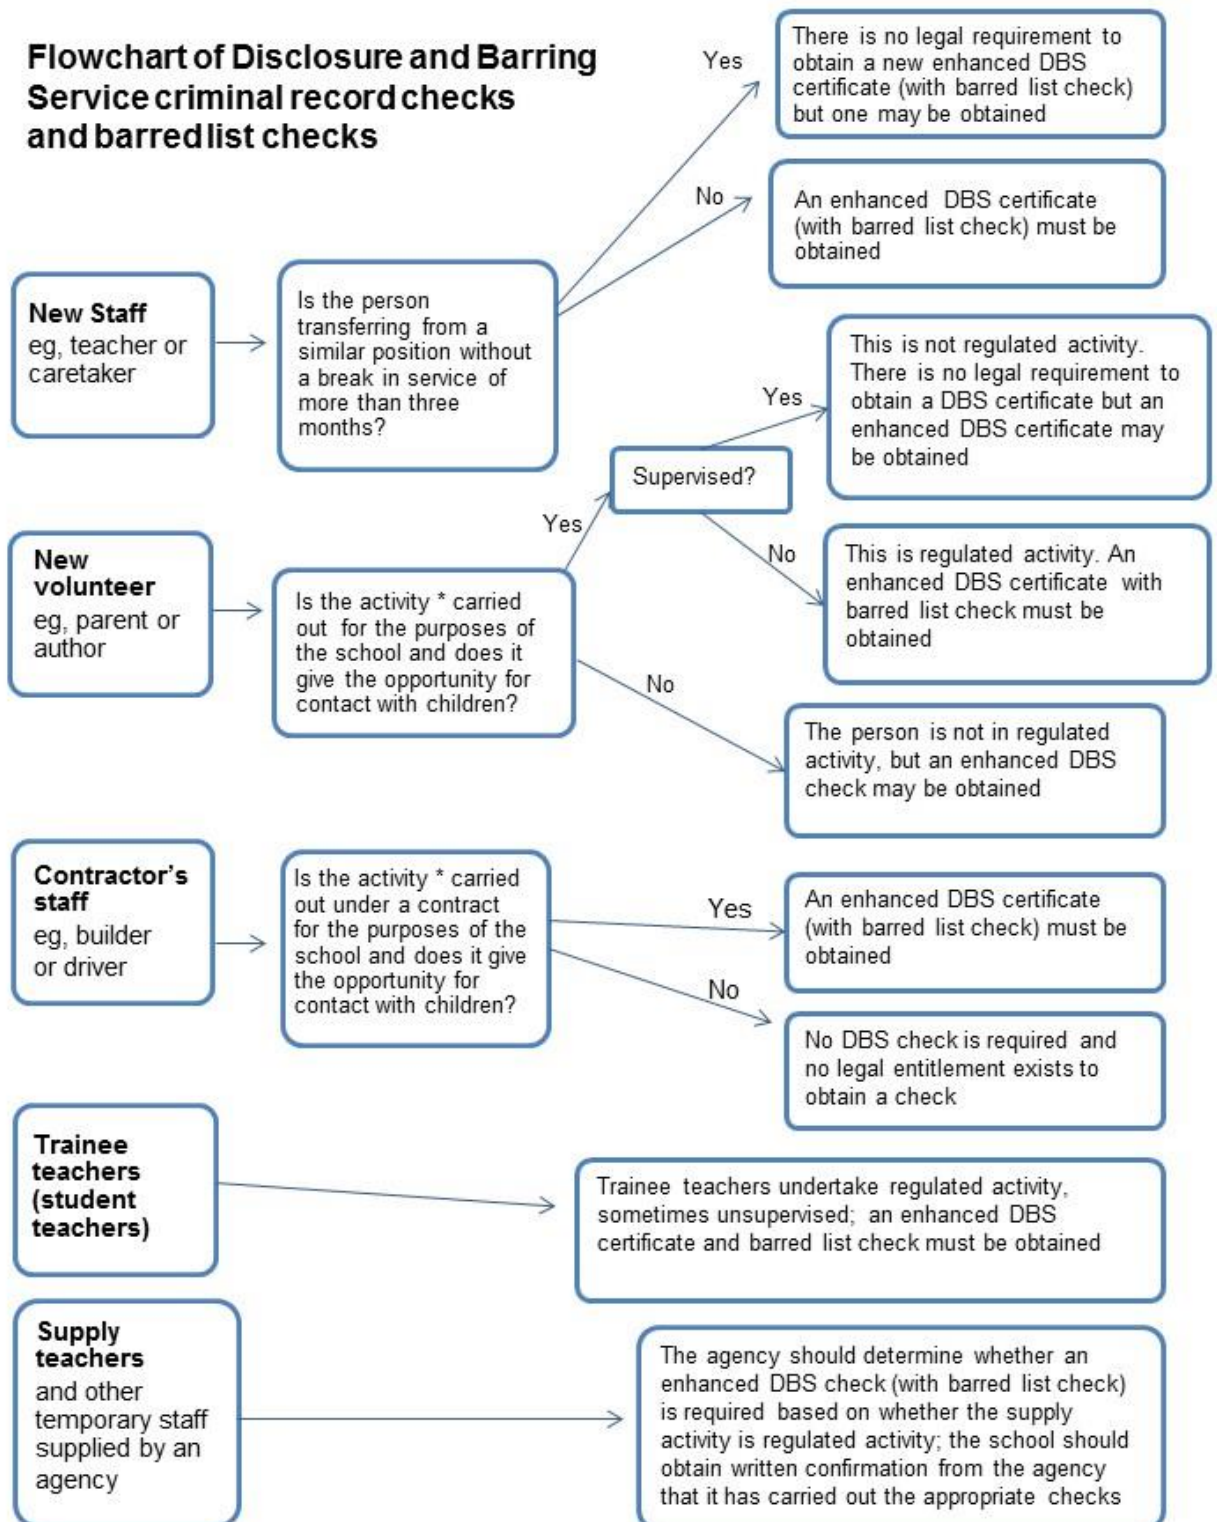 Flowchart of Disclosure and Barring
Service criminal record checks
and barred list checks
Yes
There is no legal requirement to
obtain a new enhanced DBS
certificate (with barred list check)
but one may be obtained
No
An enhanced DBS certificate
(with barred list check) must be
obtained
New Staff
eg, teacher or
caretaker
Is the person
transferring from a
similar position without
a break in service of
more than three
months?
New
volunteer
eg, parent or
author
Is the activity * carried
out for the purposes of
the school and does it
give the opportunity for
contact with children?
Yes
Supervised?
Yes
This is not regulated activity.
There is no legal requirement to
obtain a DBS certificate but an
enhanced DBS certificate may
be obtained
No
This is regulated activity. An
enhanced DBS certificate with
barred list check must be
obtained
No
The person is not in regulated
activity, but an enhanced DBS
check may be obtained
Contractor's
staff
eg, builder
or driver
Is the activity * carried
out under a contract
for the purposes of the
school and does it give
the opportunity for
contact with children?
Yes
An enhanced DBS certificate
(with barred list check) must be
obtained
No
No DBS check is required and
no legal entitlement exists to
obtain a check
Trainee
teachers
(student
teachers)
Trainee teachers undertake regulated activity,
sometimes unsupervised; an enhanced DBS
certificate and barred list check must be obtained
Supply
teachers
and other
temporary staff
supplied by an
agency
The agency should determine whether an
enhanced DBS check (with barred list check)
is required based on whether the supply
activity is regulated activity; the school should
obtain written confirmation from the agency
that it has carried out the appropriate checks